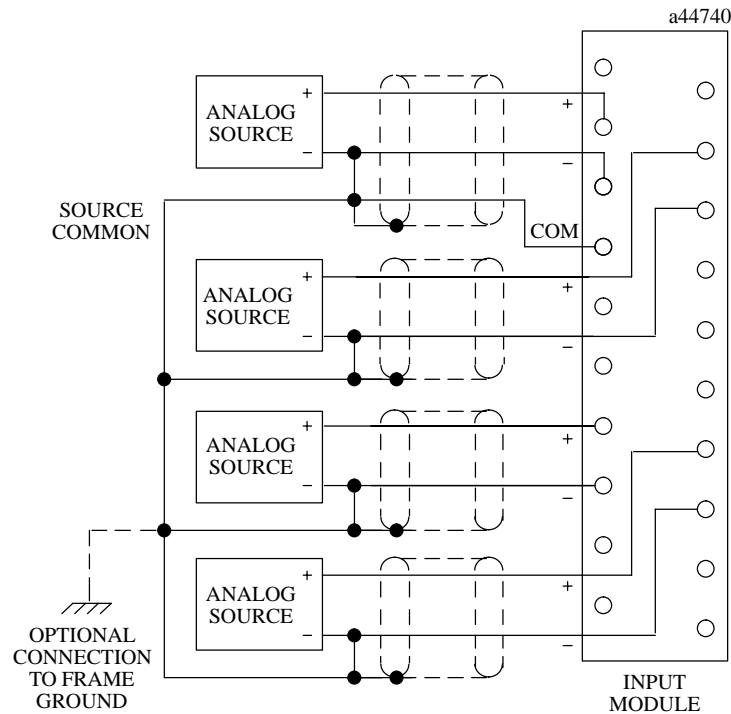 a44740
+
ANALOG
SOURCE
−
+
−
SOURCE
COMMON
COM
+
ANALOG
SOURCE
−
+
−
+
ANALOG
SOURCE
−
+
−
+
ANALOG
SOURCE
−
+
−
OPTIONAL
CONNECTION
TO FRAME
GROUND
INPUT
MODULE